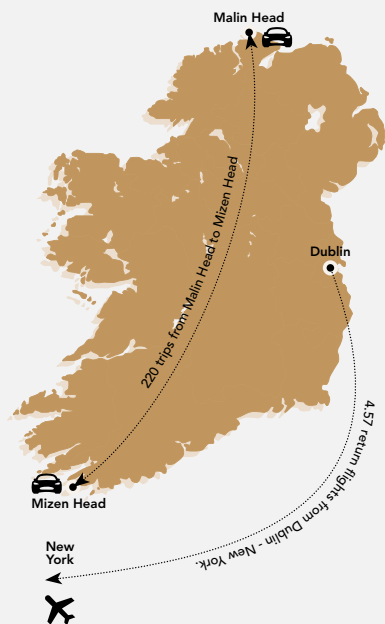 Malin Head
220 trips from Malin Head to Mizen Head
Dublin
4.57 return flights from Dublin - New York.
Mizen Head
New
York